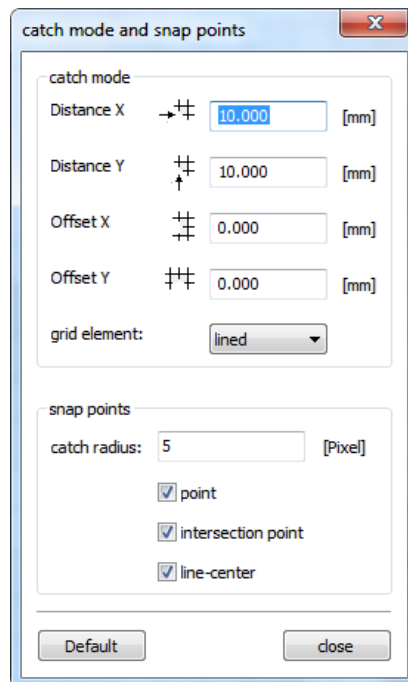 catch mode and snap points
catch mode
Distance X 10.000 [mm]
Distance Y 10.000 [mm]
Offset X 0.000 [mm]
Offset Y 0.000 [mm]
grid element: lined
snap points
catch radius: 5 [Pixel]
point
intersection point
line-center
Default close